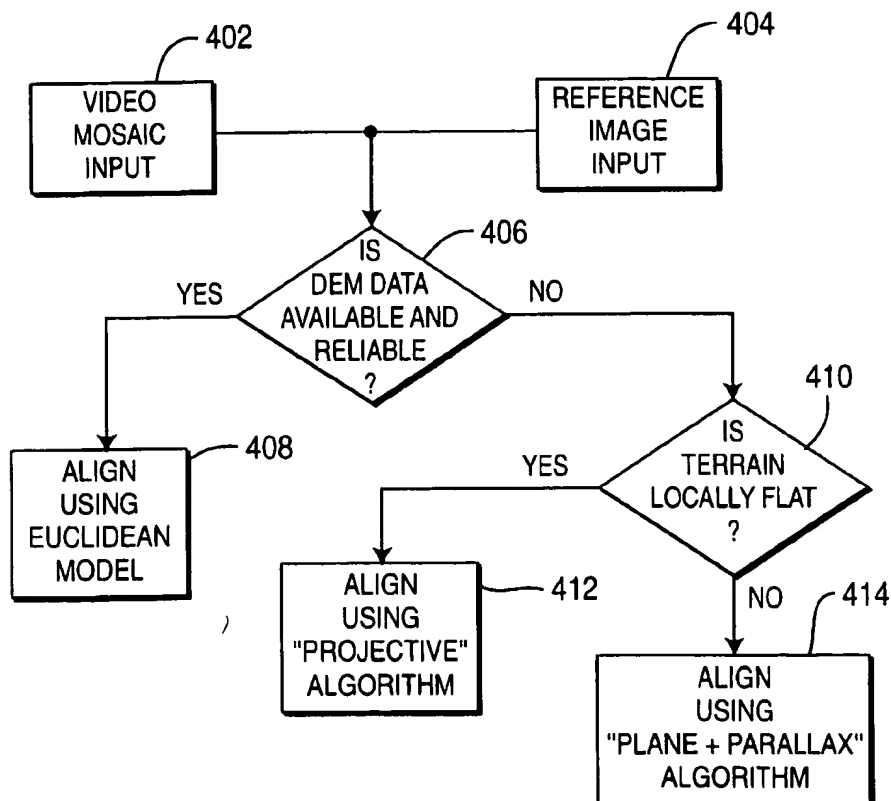 402
404
VIDEO
MOSAIC
INPUT
REFERENCE
IMAGE
INPUT
406
IS
DEM DATA
AVAILABLE AND
RELIABLE
?
YES
NO
410
408
ALIGN
USING
EUCLIDEAN
MODEL
IS
TERRAIN
LOCALLY FLAT
?
YES
412
ALIGN
USING
"PROJECTIVE"
ALGORITHM
NO
414
ALIGN
USING
"PLANE + PARALLAX"
ALGORITHM